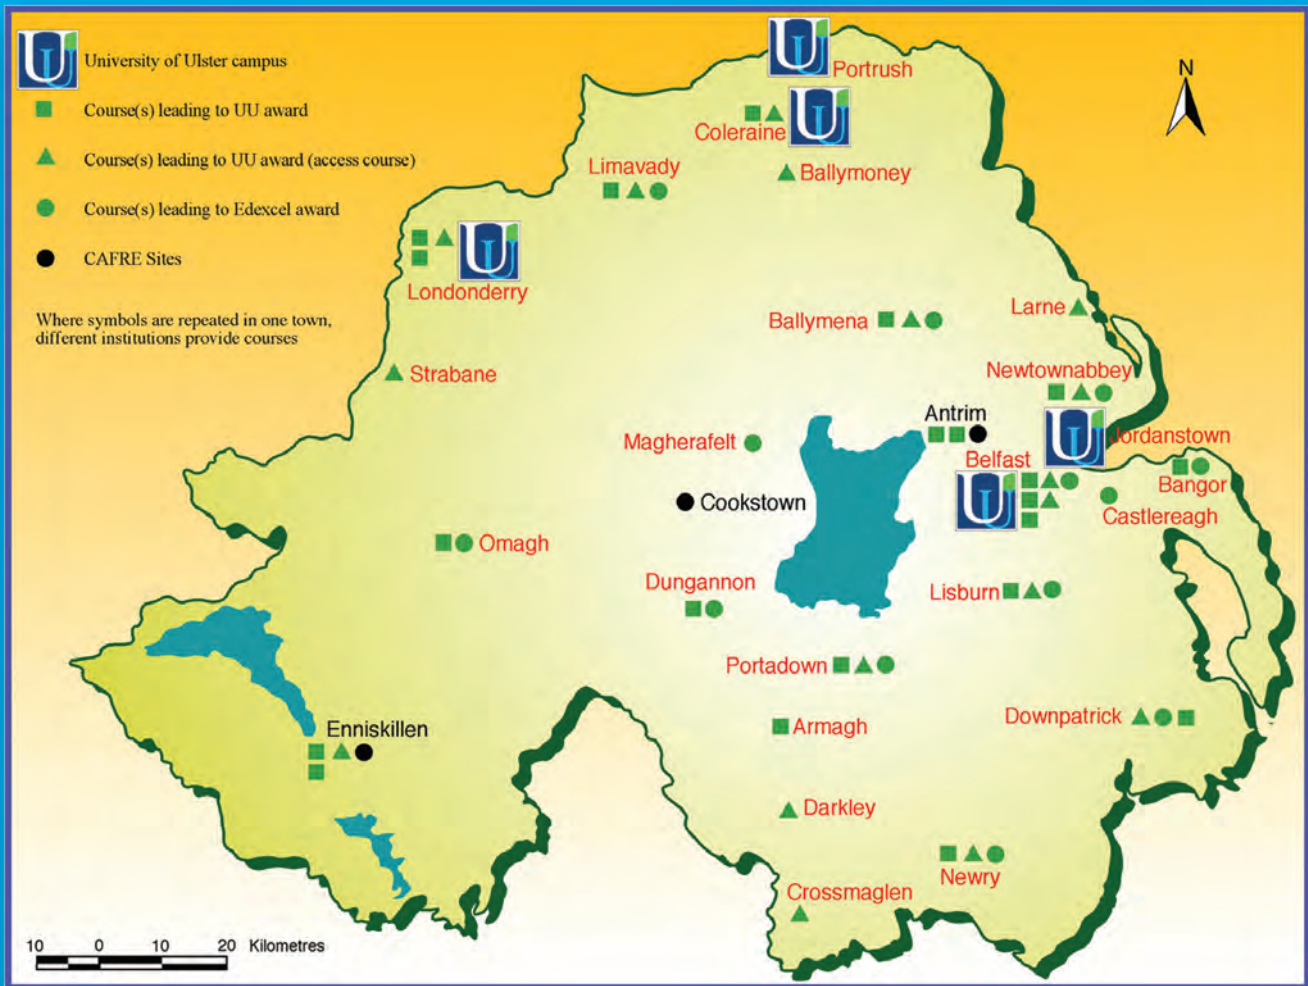 University of Ulster campus
Course(s) leading to UU award
Course(s) leading to UU award (access course)
Course(s) leading to Edexcel award
CAFRE Sites
Where symbols are repeated in one town,
different institutions provide courses
N
Portrush
Coleraine
Limavady
Ballymoney
Londonderry
Ballymena
Larne
Strabane
Newtownabbey
Antrim
Magherafelt
Jordanstown
Belfast
Bangor
Cookstown
Castlereagh
Omagh
Dungannon
Lisburn
Portadown
Downpatrick
Armagh
Enniskillen
Darkley
Newry
Crossmaglen
10 0 10 20 Kilometres